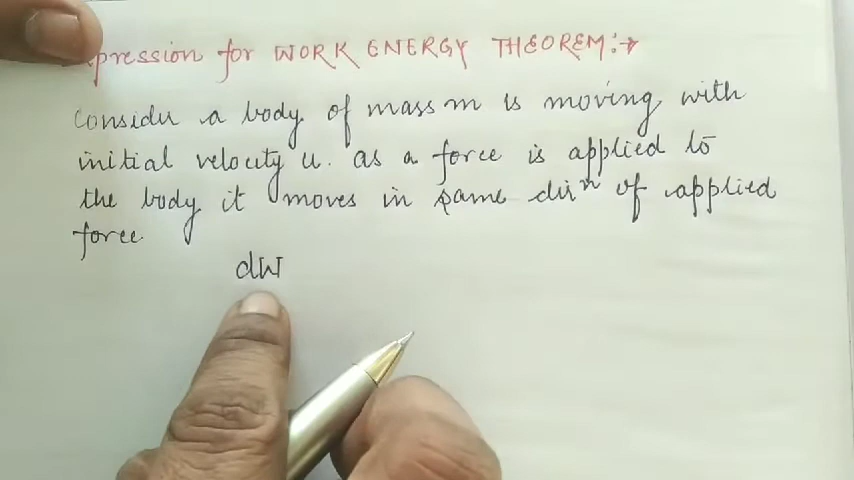 pression for WORK ENERGY THEOREM:→
Consider a body of mass m is moving with
initial velocity u. as a force is applied to
the body it moves in same dirⁿ of applied
force
dW